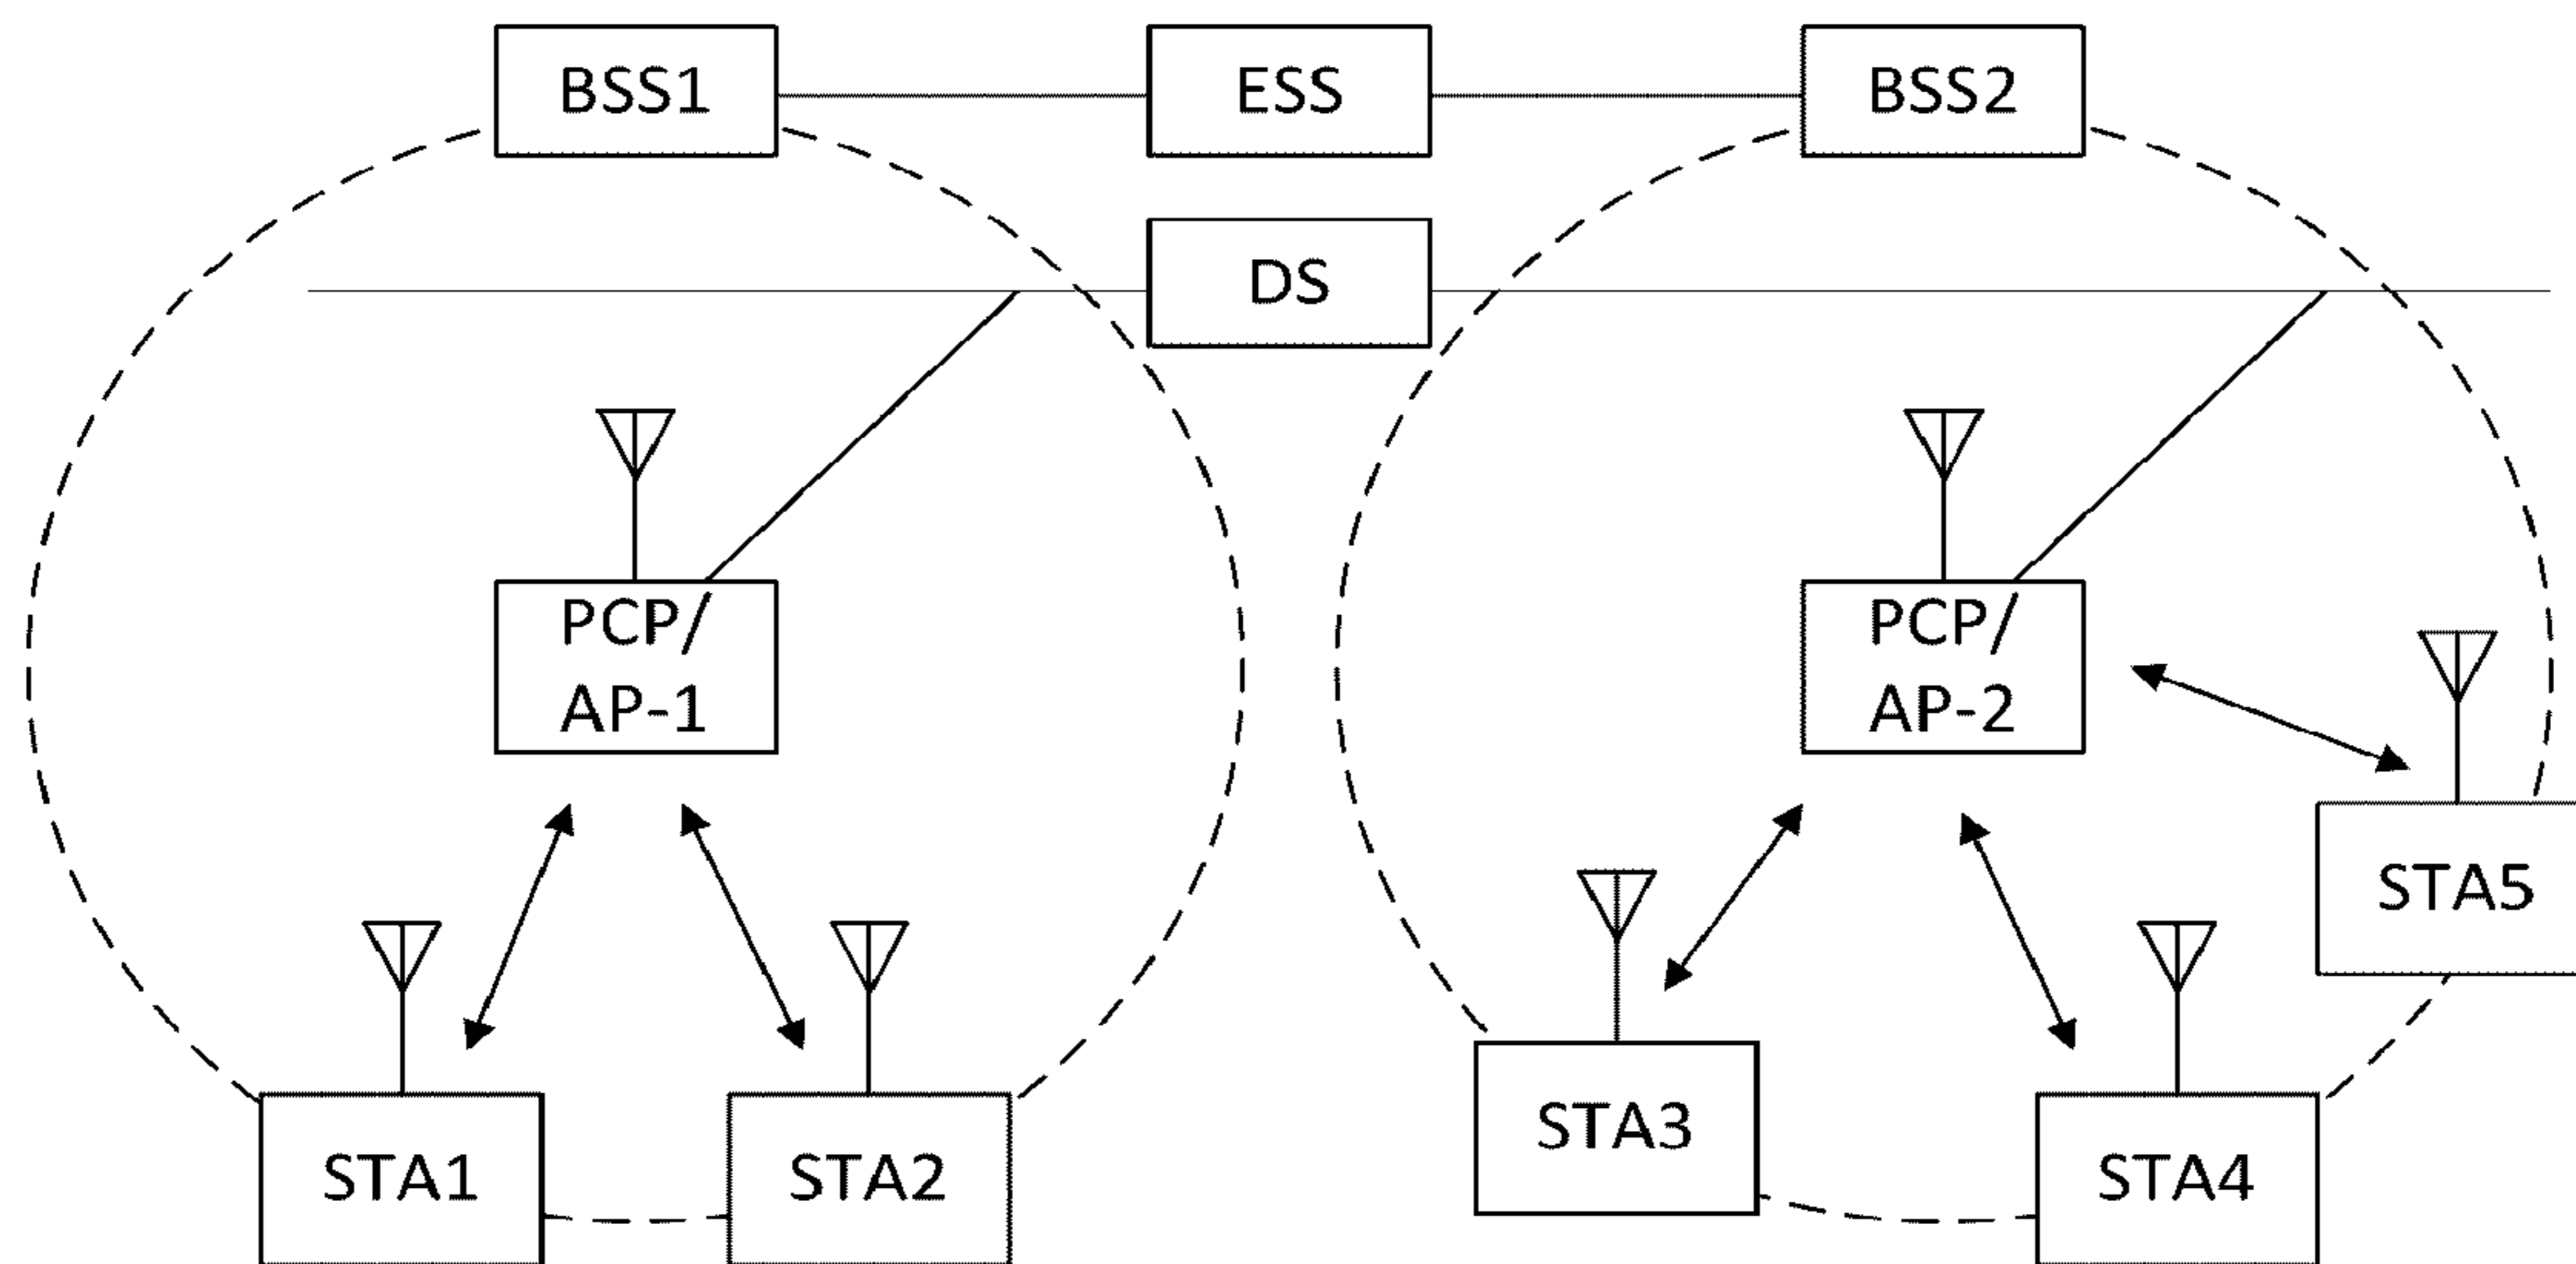 BSS1
ESS
BSS2
DS
PCP/
AP-1
PCP/
AP-2
STA5
STA3
STA1
STA2
STA4